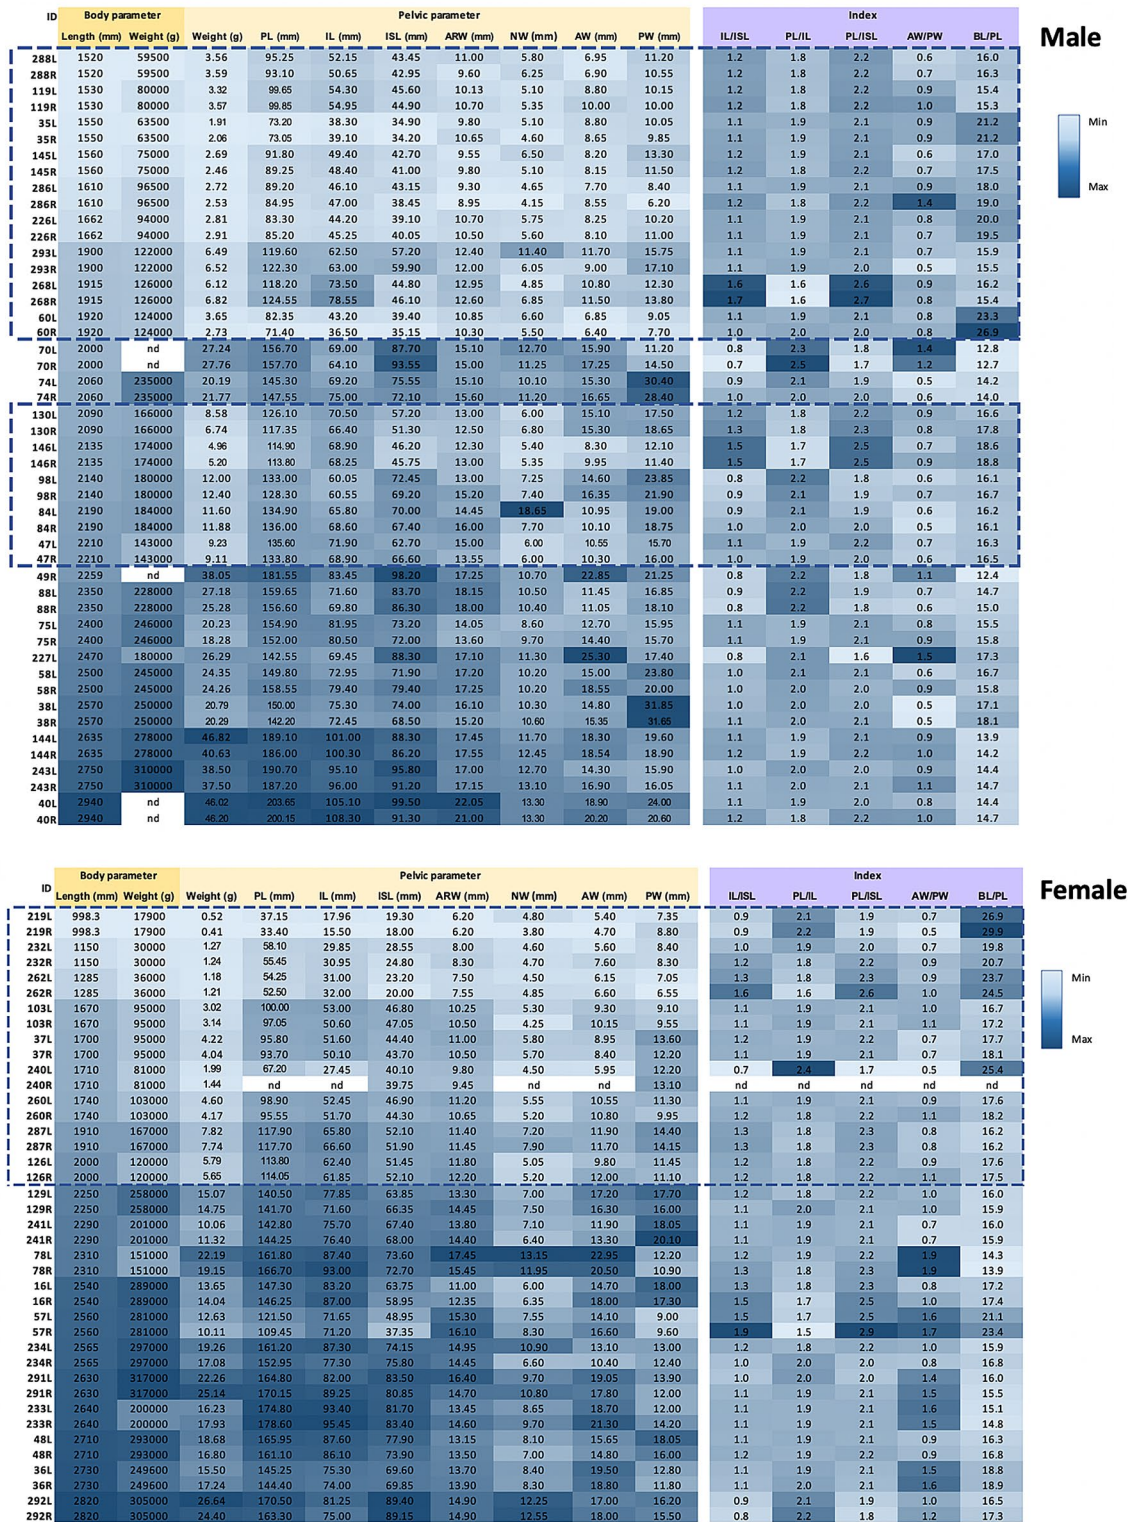 Body parameter Pelvic parameter Index
ID Length (mm) Weight (g) Weight (g) PL (mm) IL (mm) ISL (mm) ARW (mm) NW (mm) AW (mm) PW (mm) IL/ISL PL/IL PL/ISL AW/PW BL/PL
Male
288L 1520 59500 3.56 95.25 52.15 43.45 11.00 5.80 6.95 11.20 1.2 1.8 2.2 0.6 16.0
288R 1520 59500 3.59 93.10 50.65 42.95 9.60 6.25 6.90 10.55 1.2 1.8 2.2 0.7 16.3
119L 1530 80000 3.32 99.65 54.30 45.60 10.13 5.10 8.80 10.15 1.2 1.8 2.2 0.9 15.4
119R 1530 80000 3.57 99.85 54.95 44.90 10.70 5.35 10.00 10.00 1.2 1.8 2.2 1.0 15.3
35L 1550 63500 1.91 73.20 38.30 34.90 9.80 5.10 8.80 10.05 1.1 1.9 2.1 0.9 21.2
35R 1550 63500 2.06 73.05 39.10 34.20 10.65 4.60 8.65 9.85 1.1 1.9 2.1 0.9 21.2
145L 1560 75000 2.69 91.80 49.40 42.70 9.55 6.50 8.20 13.30 1.2 1.9 2.1 0.6 17.0
145R 1560 75000 2.46 89.25 48.40 41.00 9.80 5.10 8.15 11.50 1.2 1.8 2.2 0.7 17.5
286L 1610 96500 2.72 89.20 46.10 43.15 9.30 4.65 7.70 8.40 1.1 1.9 2.1 0.9 18.0
286R 1610 96500 2.53 84.95 47.00 38.45 8.95 4.15 8.55 6.20 1.2 1.8 2.2 1.4 19.0
226L 1662 94000 2.81 83.30 44.20 39.10 10.70 5.75 8.25 10.20 1.1 1.9 2.1 0.8 20.0
226R 1662 94000 2.91 85.20 45.25 40.05 10.50 5.60 8.10 11.00 1.1 1.9 2.1 0.7 19.5
293L 1900 122000 6.49 119.60 62.50 57.20 12.40 11.40 11.70 15.75 1.1 1.9 2.1 0.7 15.9
293R 1900 122000 6.52 122.30 63.00 59.90 12.00 6.05 9.00 17.10 1.1 1.9 2.0 0.5 15.5
268L 1915 126000 6.12 118.20 73.50 44.80 12.95 4.85 10.80 12.30 1.6 1.6 2.6 0.9 16.2
268R 1915 126000 6.82 124.55 78.55 46.10 12.60 6.85 11.50 13.80 1.7 1.6 2.7 0.8 15.4
60L 1920 124000 3.65 82.35 43.20 39.40 10.85 6.60 6.85 9.05 1.1 1.9 2.1 0.8 23.3
60R 1920 124000 2.73 71.40 36.50 35.15 10.30 5.50 6.40 7.70 1.0 2.0 2.0 0.8 26.9
70L 2000 nd 27.24 156.70 69.00 87.70 15.10 12.70 15.90 11.20 0.8 2.3 1.8 1.4 12.8
70R 2000 nd 27.76 157.70 64.10 93.55 15.00 11.25 17.25 14.50 0.7 2.5 1.7 1.2 12.7
74L 2060 235000 20.19 145.30 69.20 75.55 15.10 10.10 15.30 30.40 0.9 2.1 1.9 0.5 14.2
74R 2060 235000 21.77 147.55 75.00 72.10 15.60 11.20 16.65 28.40 1.0 2.0 2.0 0.6 14.0
130L 2090 166000 8.58 126.10 70.50 57.20 13.00 6.00 15.10 17.50 1.2 1.8 2.2 0.9 16.6
130R 2090 166000 6.74 117.35 66.40 51.30 12.50 6.80 15.30 18.65 1.3 1.8 2.3 0.8 17.8
146L 2135 174000 4.96 114.90 68.90 46.20 12.30 5.40 8.30 12.10 1.5 1.7 2.5 0.7 18.6
146R 2135 174000 5.20 113.80 68.25 45.75 13.00 5.35 9.95 11.40 1.5 1.7 2.5 0.9 18.8
98L 2140 180000 12.00 133.00 60.05 72.45 13.00 7.25 14.60 23.85 0.8 2.2 1.8 0.6 16.1
98R 2140 180000 12.40 128.30 60.55 69.20 15.20 7.40 16.35 21.90 0.9 2.1 1.9 0.7 16.7
84L 2190 184000 11.60 134.90 65.80 70.00 14.45 18.65 10.95 19.00 0.9 2.1 1.9 0.6 16.2
84R 2190 184000 11.88 136.00 68.60 67.40 16.00 7.70 10.10 18.75 1.0 2.0 2.0 0.5 16.1
47L 2210 143000 9.23 135.60 71.90 62.70 15.00 6.00 10.55 15.70 1.1 1.9 2.2 0.7 16.3
47R 2210 143000 9.11 133.80 68.90 66.60 13.55 6.00 10.30 16.00 1.0 1.9 2.0 0.6 16.5
49R 2259 nd 38.05 181.55 83.45 98.20 17.25 10.70 22.85 21.25 0.8 2.2 1.8 1.1 12.4
88L 2350 228000 27.18 159.65 71.60 83.70 18.15 10.50 11.45 16.85 0.9 2.2 1.9 0.7 14.7
88R 2350 228000 25.28 156.60 69.80 86.30 18.00 10.40 11.05 18.10 0.8 2.2 1.8 0.6 15.0
75L 2400 246000 20.23 154.90 81.95 73.20 14.05 8.60 12.70 15.95 1.1 1.9 2.1 0.8 15.5
75R 2400 246000 18.28 152.00 80.50 72.00 13.60 9.70 14.40 15.70 1.1 1.9 2.1 0.9 15.8
227L 2470 180000 26.29 142.55 69.45 88.30 17.10 11.30 25.30 17.40 0.8 2.1 1.6 1.5 17.3
58L 2500 245000 24.35 149.80 72.95 71.90 17.20 10.20 15.00 23.80 1.0 2.1 2.1 0.6 16.7
58R 2500 245000 24.26 158.55 79.40 79.40 17.25 10.20 18.55 20.00 1.0 2.0 2.0 0.9 15.8
38L 2570 250000 20.79 150.00 75.30 74.00 16.10 10.30 14.80 31.85 1.0 2.0 2.0 0.5 17.1
38R 2570 250000 20.29 142.20 72.45 68.50 15.20 10.60 15.35 31.65 1.1 2.0 2.1 0.5 18.1
144L 2635 278000 46.82 189.10 101.00 88.30 17.45 11.70 18.30 19.60 1.1 1.9 2.1 0.9 13.9
144R 2635 278000 40.63 186.00 100.30 86.20 17.55 12.45 18.54 18.90 1.2 1.9 2.2 1.0 14.2
243L 2750 310000 38.50 190.70 95.10 95.80 17.00 12.70 14.30 15.90 1.0 2.0 2.0 0.9 14.4
243R 2750 310000 37.50 187.20 96.00 91.20 17.15 13.10 16.90 16.05 1.1 2.0 2.1 1.1 14.7
40L 2940 nd 46.02 203.65 105.10 99.50 22.05 13.30 18.90 24.00 1.1 1.9 2.0 0.8 14.4
40R 2940 nd 46.20 200.15 108.30 91.30 21.00 13.30 20.20 20.60 1.2 1.8 2.2 1.0 14.7
Min
Max
Body parameter Pelvic parameter Index
ID Length (mm) Weight (g) Weight (g) PL (mm) IL (mm) ISL (mm) ARW (mm) NW (mm) AW (mm) PW (mm) IL/ISL PL/IL PL/ISL AW/PW BL/PL
Female
219L 998.3 17900 0.52 37.15 17.96 19.30 6.20 4.80 5.40 7.35 0.9 2.1 1.9 0.7 26.9
219R 998.3 17900 0.41 33.40 15.50 18.00 6.20 3.80 4.70 8.80 0.9 2.2 1.9 0.5 29.9
232L 1150 30000 1.27 58.10 29.85 28.55 8.00 4.60 5.60 8.40 1.0 1.9 2.0 0.7 19.8
232R 1150 30000 1.24 55.45 30.95 24.80 8.30 4.70 7.60 8.30 1.2 1.8 2.2 0.9 20.7
262L 1285 36000 1.18 54.25 31.00 23.20 7.50 4.50 6.15 7.05 1.3 1.8 2.3 0.9 23.7
262R 1285 36000 1.21 52.50 32.00 20.00 7.55 4.85 6.60 6.55 1.6 1.6 2.6 1.0 24.5
103L 1670 95000 3.02 100.00 53.00 46.80 10.25 5.30 9.30 9.10 1.1 1.9 2.1 1.0 16.7
103R 1670 95000 3.14 97.05 50.60 47.05 10.50 4.25 10.15 9.55 1.1 1.9 2.1 1.1 17.2
37L 1700 95000 4.22 95.80 51.60 44.40 11.00 5.80 8.95 13.60 1.2 1.9 2.2 0.7 17.7
37R 1700 95000 4.04 93.70 50.10 43.70 10.50 5.70 8.40 12.20 1.1 1.9 2.1 0.7 18.1
240L 1710 81000 1.99 67.20 27.45 40.10 9.80 4.50 5.95 12.20 0.7 2.4 1.7 0.5 25.4
240R 1710 81000 1.44 nd nd 39.75 9.45 nd nd 13.10 nd nd nd nd nd
260L 1740 103000 4.60 98.90 52.45 46.90 11.20 5.55 10.55 11.30 1.1 1.9 2.1 0.9 17.6
260R 1740 103000 4.17 95.55 51.70 44.30 10.65 5.20 10.80 9.95 1.2 1.8 2.2 1.1 18.2
287L 1910 167000 7.82 117.90 65.80 52.10 11.40 7.20 11.90 14.40 1.3 1.8 2.3 0.8 16.2
287R 1910 167000 7.74 117.70 66.60 51.90 11.45 7.90 11.70 14.15 1.3 1.8 2.3 0.8 16.2
126L 2000 120000 5.79 113.80 62.40 51.45 11.80 5.05 9.80 11.45 1.2 1.8 2.2 0.9 17.6
126R 2000 120000 5.65 114.05 61.85 52.10 12.20 5.20 12.00 11.10 1.2 1.8 2.2 1.1 17.5
129L 2250 258000 15.07 140.50 77.85 63.85 13.30 7.00 17.20 17.70 1.2 1.8 2.2 1.0 16.0
129R 2250 258000 14.75 141.70 71.60 66.35 14.45 7.50 16.30 16.00 1.1 2.0 2.1 1.0 15.9
241L 2290 201000 10.06 142.80 75.70 67.40 13.80 7.10 11.90 18.05 1.1 1.9 2.1 0.7 16.0
241R 2290 201000 11.32 144.25 76.40 68.00 14.40 6.40 13.30 20.10 1.1 1.9 2.1 0.7 15.9
78L 2310 151000 22.19 161.80 87.40 73.60 17.45 13.15 22.95 12.20 1.2 1.9 2.2 1.9 14.3
78R 2310 151000 19.15 166.70 93.00 72.70 15.45 11.95 20.50 10.90 1.3 1.8 2.3 1.9 13.9
16L 2540 289000 13.65 147.30 83.20 63.75 11.00 6.00 14.70 18.00 1.3 1.8 2.3 0.8 17.2
16R 2540 289000 14.04 146.25 87.00 58.95 12.35 6.35 18.00 17.30 1.5 1.7 2.5 1.0 17.4
57L 2560 281000 12.63 121.50 71.65 48.95 15.30 7.55 14.10 9.00 1.5 1.7 2.5 1.6 21.1
57R 2560 281000 10.11 109.45 71.20 37.35 16.10 8.30 16.60 9.60 1.9 1.5 2.9 1.7 23.4
234L 2565 297000 19.26 161.20 87.30 74.15 14.95 10.90 13.10 13.00 1.2 1.8 2.2 1.0 15.9
234R 2565 297000 17.08 152.95 77.30 75.80 14.45 6.60 10.40 12.40 1.0 2.0 2.0 0.8 16.8
291L 2630 317000 22.26 164.80 82.00 83.50 16.40 9.70 19.05 13.90 1.0 2.0 2.0 1.4 16.0
291R 2630 317000 25.14 170.15 89.25 80.85 14.70 10.80 17.80 12.00 1.1 1.9 2.1 1.5 15.5
233L 2640 200000 16.23 174.80 93.40 81.70 13.45 8.65 18.70 12.00 1.1 1.9 2.1 1.6 15.1
233R 2640 200000 17.93 178.60 95.45 83.40 14.60 9.70 21.30 14.20 1.1 1.9 2.1 1.5 14.8
48L 2710 293000 18.68 165.95 87.60 77.90 13.15 8.10 15.65 18.05 1.1 1.9 2.1 0.9 16.3
48R 2710 293000 16.80 161.10 86.10 73.90 13.50 7.00 14.80 16.00 1.2 1.9 2.2 0.9 16.8
36L 2730 249600 15.50 145.25 75.30 69.60 13.70 8.40 19.50 12.80 1.1 1.9 2.1 1.5 18.8
36R 2730 249600 17.24 144.40 74.00 69.85 13.90 8.30 18.80 11.80 1.1 2.0 2.1 1.6 18.9
292L 2820 305000 26.64 170.50 81.25 89.40 14.90 12.25 17.00 16.20 0.9 2.1 1.9 1.0 16.5
292R 2820 305000 24.40 163.30 75.00 89.15 14.90 12.55 18.00 15.50 0.8 2.2 1.8 1.2 17.3
Min
Max